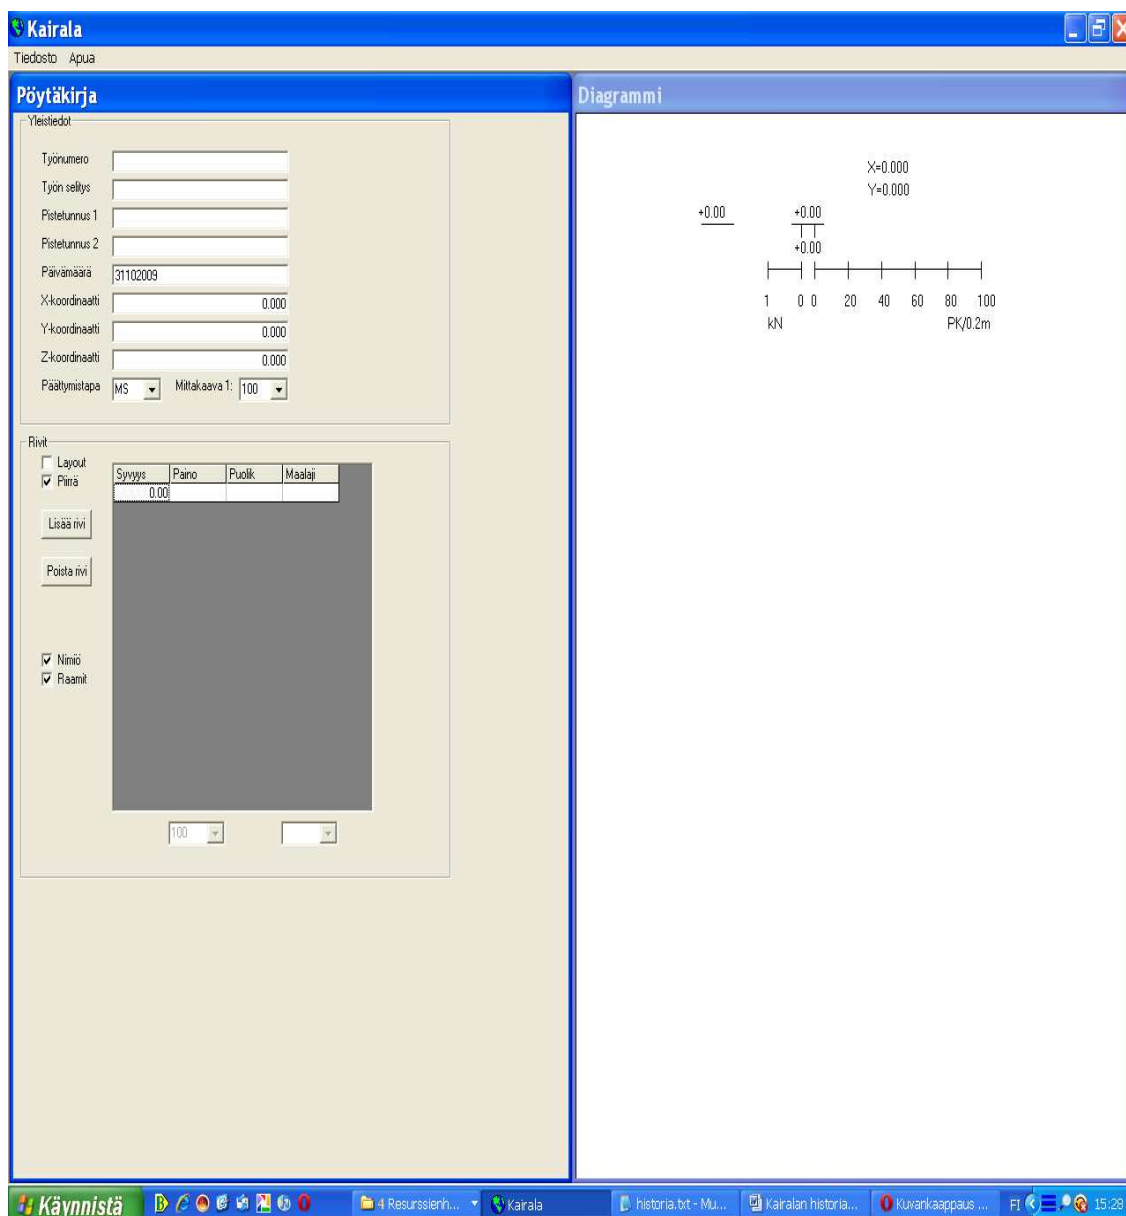 Kairala
Tiedosto Apua
Pöytäkirja
Yleistiedot
Työnumero
Työn selitys
Pistetunnus 1
Pistetunnus 2
Päivämäärä 31102009
X-koordinaatti 0.000
Y-koordinaatti 0.000
Z-koordinaatti 0.000
Päättymistapa MS Mittakaava 1: 100
Rivit
Layout
Piirrä
Syvyys Paino Puolik Maalaji
0.00
Lisää rivi
Poista rivi
Nimiö
Raamit
100
Diagrammi
X=0.000
Y=0.000
+0.00 +0.00
+0.00
1 0 0 20 40 60 80 100
kN PK/0.2m
Käynnistä 4 Resurssienh... Kairala historia.txt - Mu... Kairalan historia... Kuvankaappaus ... FI 15:28